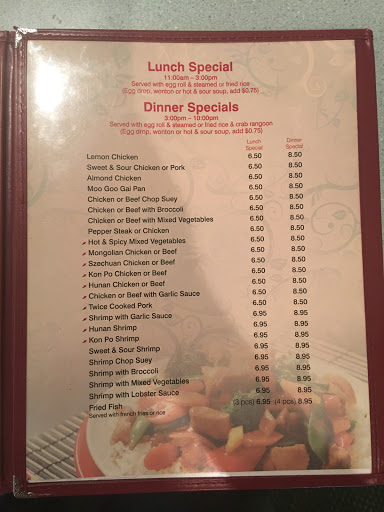 Lunch Special
11:00am - 3:00pm
Served with egg roll & steamed or fried rice
(Egg drop, wonton or hot & sour soup, add $0.75)
Dinner Specials
3:00pm - 10:00pm
Served with egg roll & steamed or fried rice & crab rangoon
(Egg drop, wonton or hot & sour soup, add $0.75)
Lunch Special Dinner Special
Lemon Chicken 6.50 8.50
Sweet & Sour Chicken or Pork 6.50 8.50
Almond Chicken 6.50 8.50
Moo Goo Gai Pan 6.50 8.50
Chicken or Beef Chop Suey 6.50 8.50
Chicken or Beef with Broccoli 6.50 8.50
Chicken or Beef with Mixed Vegetables 6.50 8.50
Pepper Steak or Chicken 6.50 8.50
Hot & Spicy Mixed Vegetables 6.50 8.50
Mongolian Chicken or Beef 6.50 8.50
Szechuan Chicken or Beef 6.50 8.50
Kon Po Chicken or Beef 6.50 8.50
Hunan Chicken or Beef 6.50 8.50
Chicken or Beef with Garlic Sauce 6.50 8.50
Twice Cooked Pork 6.50 8.50
Shrimp with Garlic Sauce 6.95 8.95
Hunan Shrimp 6.95 8.95
Kon Po Shrimp 6.95 8.95
Sweet & Sour Shrimp 6.95 8.95
Shrimp Chop Suey 6.95 8.95
Shrimp with Broccoli 6.95 8.95
Shrimp with Mixed Vegetables 6.95 8.95
Shrimp with Lobster Sauce 6.95 8.95
Fried Fish (3 pcs) 6.95 (4 pcs) 8.95
Served with french fries or rice